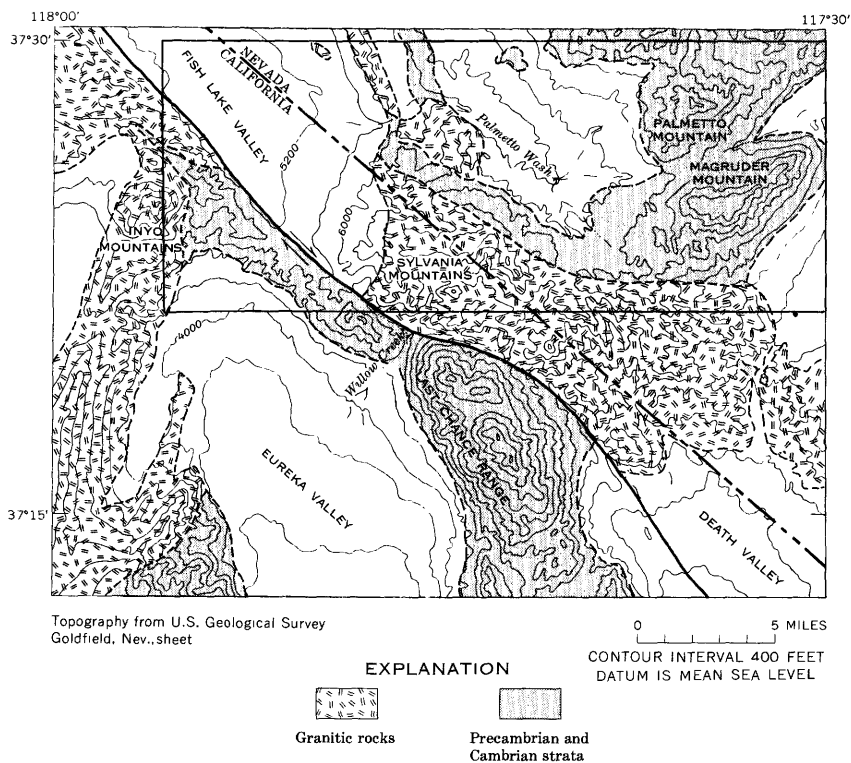 118°00'
117°30'
37°30'
NEVADA
CALIFORNIA
FISH LAKE VALLEY
5200
6000
Palmetto Wash
PALMETTO
MOUNTAIN
MAGRUDER
MOUNTAIN
INYO
MOUNTAINS
SYLVANIA
MOUNTAINS
4000
Willow Creek
LAST CHANCE RANGE
EUREKA VALLEY
37°15'
DEATH VALLEY
Topography from U.S. Geological Survey
Goldfield, Nev., sheet
0 5 MILES
CONTOUR INTERVAL 400 FEET
DATUM IS MEAN SEA LEVEL
EXPLANATION
Granitic rocks
Precambrian and
Cambrian strata